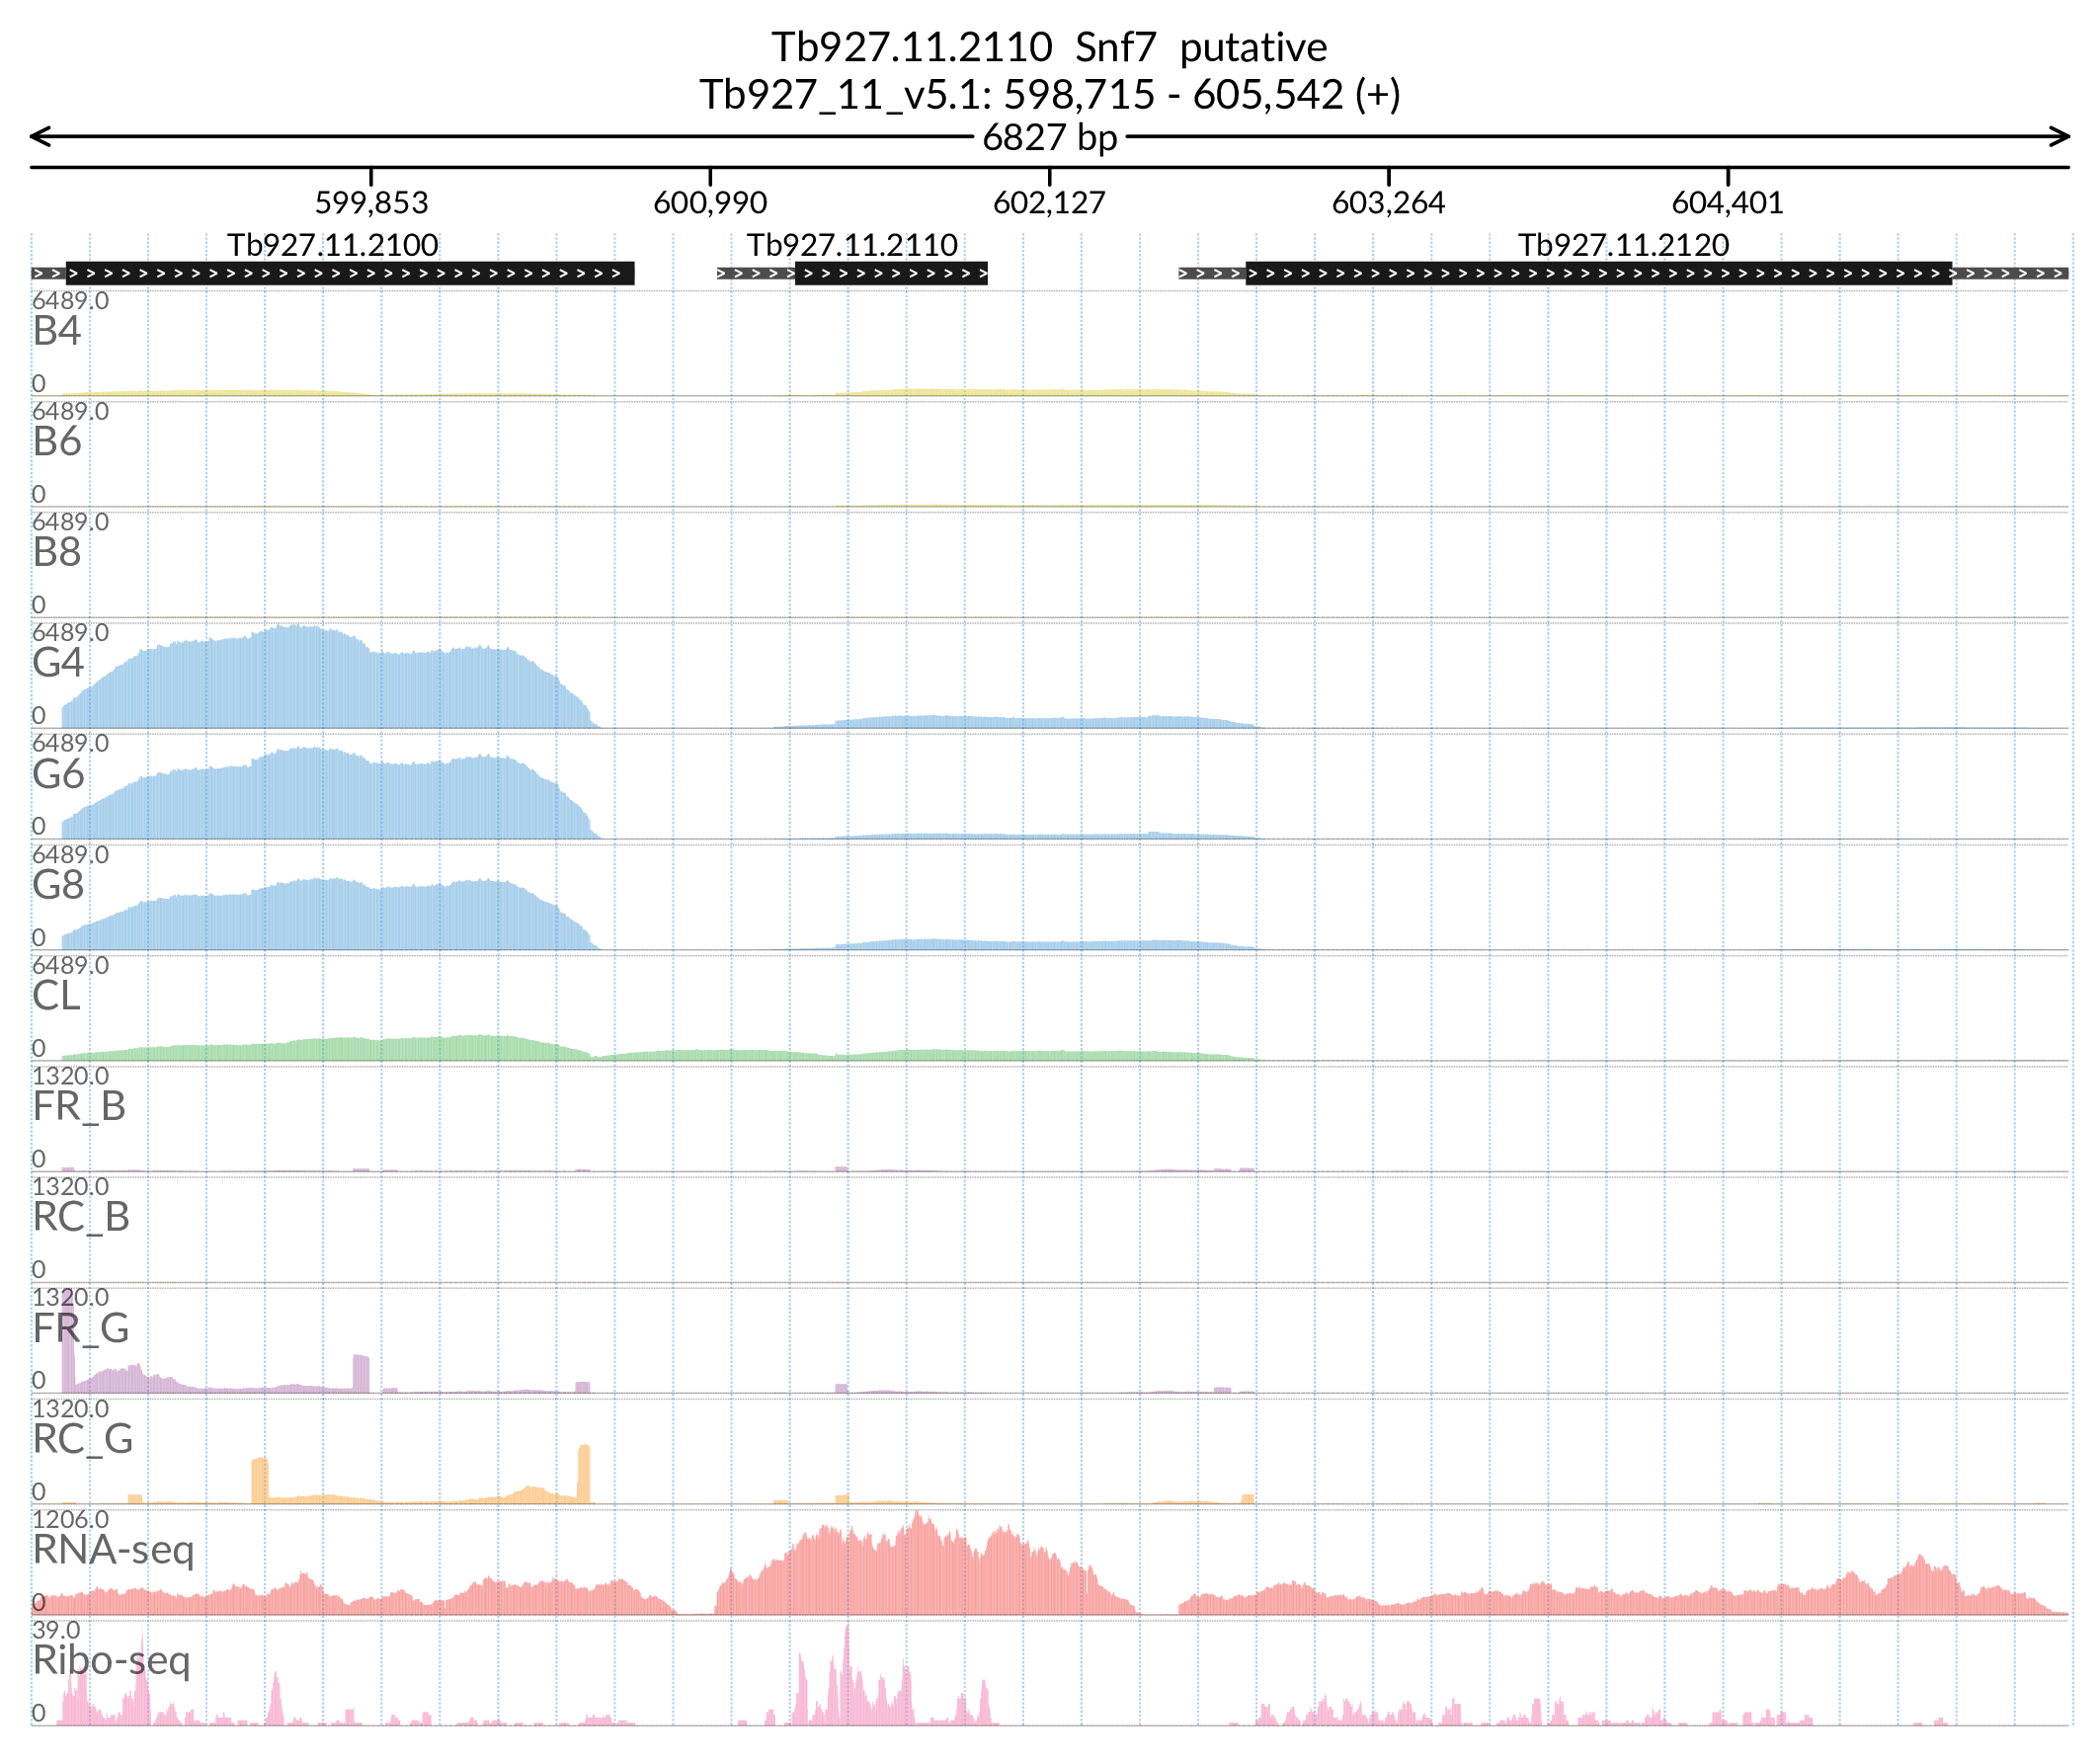 Tb927.11.2110 Snf7 putative
Tb927_11_v5.1: 598,715 - 605,542 (+)
6827 bp
599,853 600,990 602,127 603,264 604,401
Tb927.11.2100 Tb927.11.2110 Tb927.11.2120
6489.0
B4
0
6489.0
B6
0
6489.0
B8
0
6489.0
G4
0
6489.0
G6
0
6489.0
G8
0
6489.0
CL
0
1320.0
FR_B
0
1320.0
RC_B
0
1320.0
FR_G
0
1320.0
RC_G
0
1206.0
RNA-seq
0
39.0
Ribo-seq
0